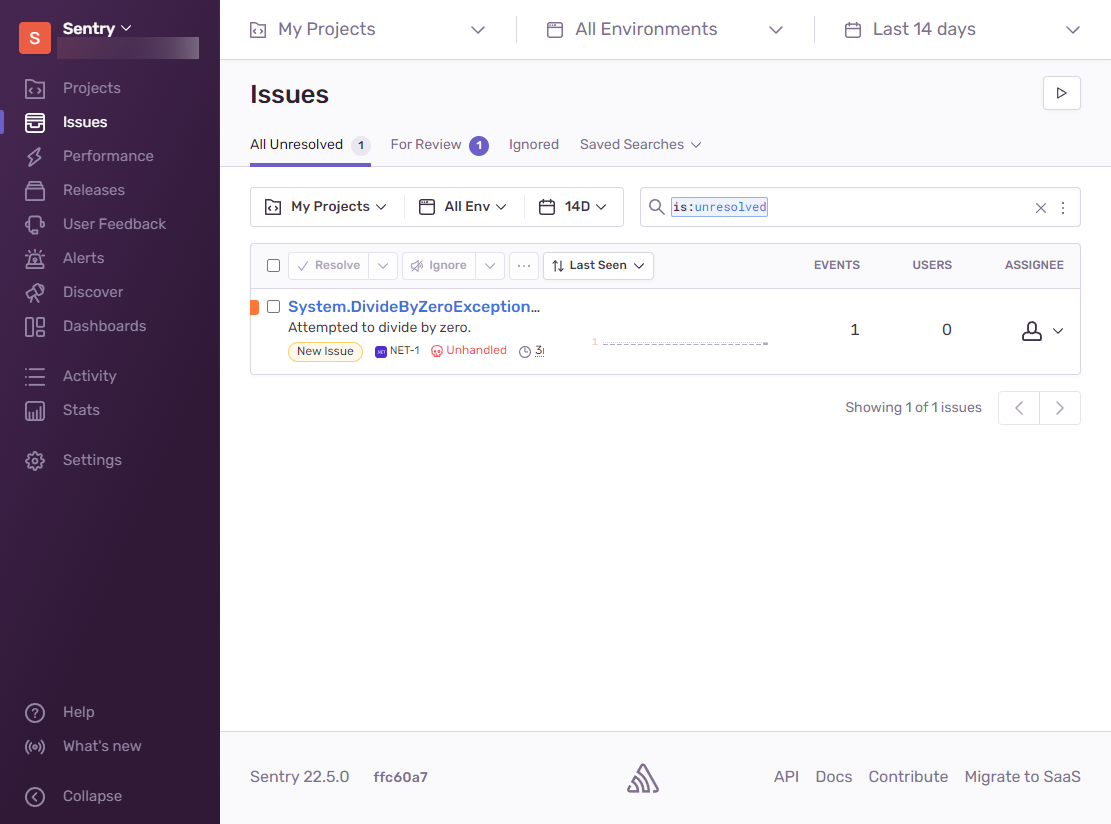 S
Sentry
Projects
Issues
Performance
Releases
User Feedback
Alerts
Discover
Dashboards
Activity
Stats
Settings
Help
What's new
Collapse
My Projects
All Environments
Last 14 days
Issues
All Unresolved 1
For Review 1
Ignored
Saved Searches
My Projects
All Env
14D
is:unresolved
Resolve
Ignore
Last Seen
EVENTS
USERS
ASSIGNEE
System.DivideByZeroException…
Attempted to divide by zero.
New Issue
NET-1
Unhandled
1
1
0
Showing 1 of 1 issues
Sentry 22.5.0
ffc60a7
API
Docs
Contribute
Migrate to SaaS